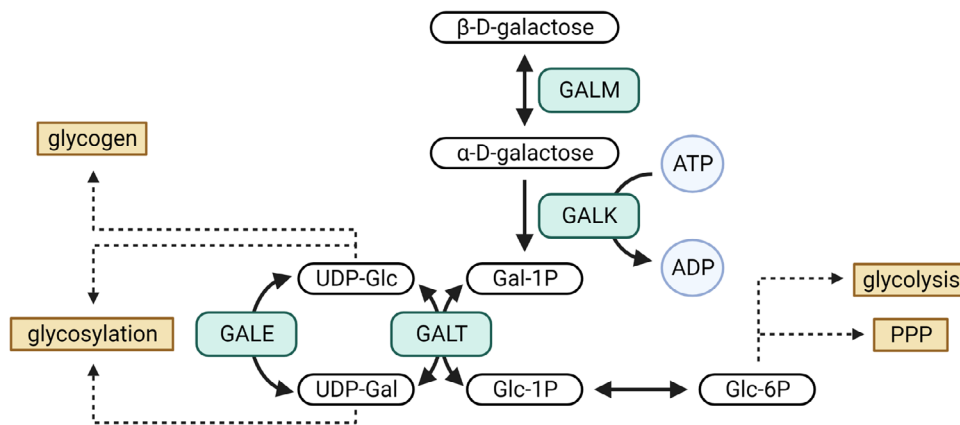 β-D-galactose
GALM
α-D-galactose
glycogen
ATP
GALK
ADP
UDP-Glc
Gal-1P
glycolysis
glycosylation
GALE
GALT
PPP
UDP-Gal
Glc-1P
Glc-6P